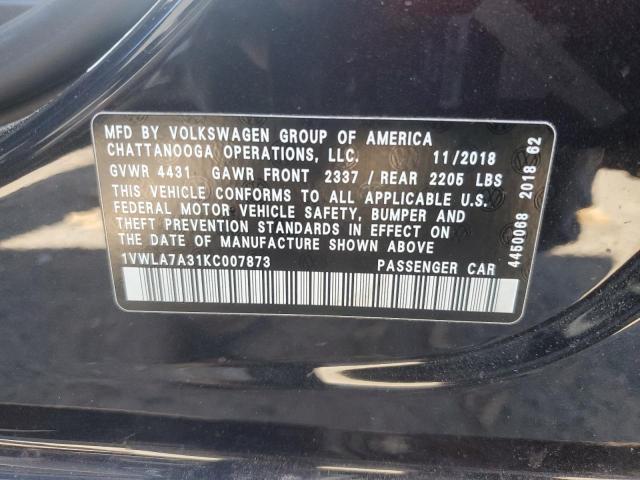 MFD BY VOLKSWAGEN GROUP OF AMERICA
CHATTANOOGA OPERATIONS, LLC. 11/2018
GVWR 4431 GAWR FRONT 2337 / REAR 2205 LBS
THIS VEHICLE CONFORMS TO ALL APPLICABLE U.S.
FEDERAL MOTOR VEHICLE SAFETY, BUMPER AND
THEFT PREVENTION STANDARDS IN EFFECT ON
THE DATE OF MANUFACTURE SHOWN ABOVE
1VWLA7A31KC007873 PASSENGER CAR
4450068 2018 62